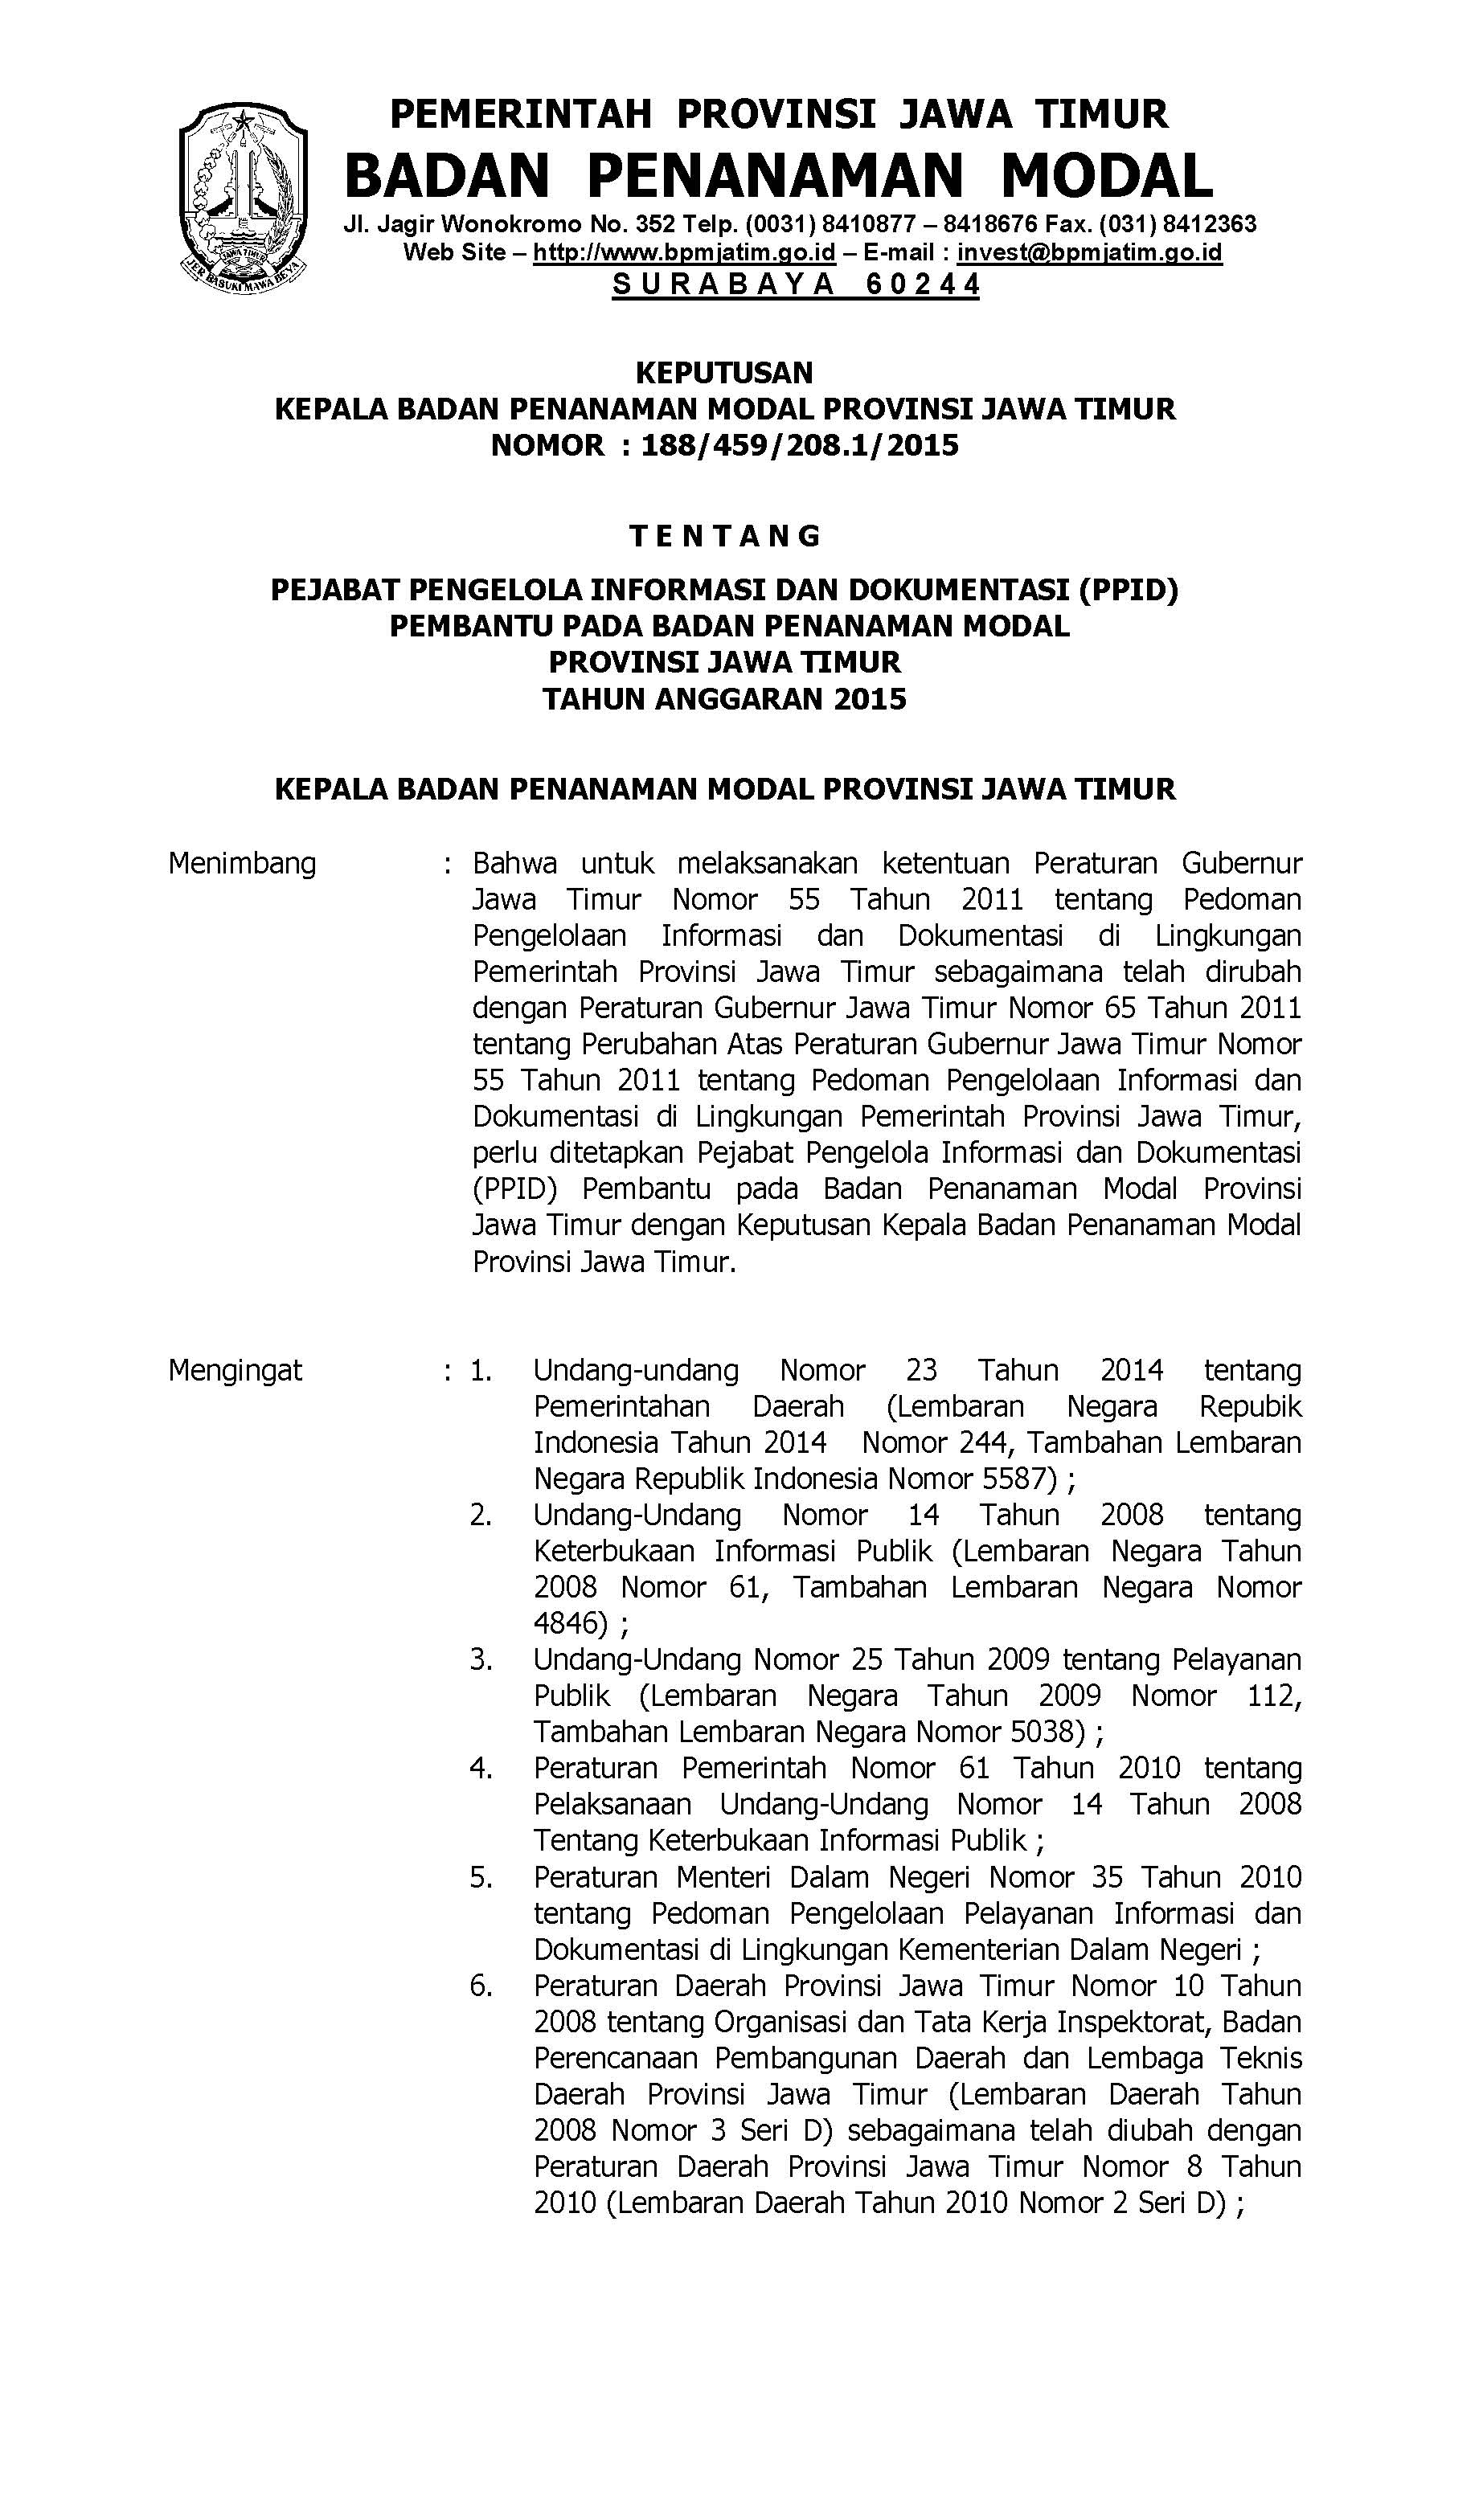 PEMERINTAH PROVINSI JAWA TIMUR
BADAN PENANAMAN MODAL
Jl. Jagir Wonokromo No. 352 Telp. (0031) 8410877 – 8418676 Fax. (031) 8412363
Web Site – http://www.bpmjatim.go.id – E-mail : invest@bpmjatim.go.id
S U R A B A Y A 6 0 2 4 4
JAWA TIMUR
JER BASUKI MAWA BEYA
KEPUTUSAN
KEPALA BADAN PENANAMAN MODAL PROVINSI JAWA TIMUR
NOMOR : 188/459/208.1/2015
T E N T A N G
PEJABAT PENGELOLA INFORMASI DAN DOKUMENTASI (PPID)
PEMBANTU PADA BADAN PENANAMAN MODAL
PROVINSI JAWA TIMUR
TAHUN ANGGARAN 2015
KEPALA BADAN PENANAMAN MODAL PROVINSI JAWA TIMUR
Menimbang : Bahwa untuk melaksanakan ketentuan Peraturan Gubernur
Jawa Timur Nomor 55 Tahun 2011 tentang Pedoman
Pengelolaan Informasi dan Dokumentasi di Lingkungan
Pemerintah Provinsi Jawa Timur sebagaimana telah dirubah
dengan Peraturan Gubernur Jawa Timur Nomor 65 Tahun 2011
tentang Perubahan Atas Peraturan Gubernur Jawa Timur Nomor
55 Tahun 2011 tentang Pedoman Pengelolaan Informasi dan
Dokumentasi di Lingkungan Pemerintah Provinsi Jawa Timur,
perlu ditetapkan Pejabat Pengelola Informasi dan Dokumentasi
(PPID) Pembantu pada Badan Penanaman Modal Provinsi
Jawa Timur dengan Keputusan Kepala Badan Penanaman Modal
Provinsi Jawa Timur.
Mengingat : 1. Undang-undang Nomor 23 Tahun 2014 tentang
Pemerintahan Daerah (Lembaran Negara Repubik
Indonesia Tahun 2014 Nomor 244, Tambahan Lembaran
Negara Republik Indonesia Nomor 5587) ;
2. Undang-Undang Nomor 14 Tahun 2008 tentang
Keterbukaan Informasi Publik (Lembaran Negara Tahun
2008 Nomor 61, Tambahan Lembaran Negara Nomor
4846) ;
3. Undang-Undang Nomor 25 Tahun 2009 tentang Pelayanan
Publik (Lembaran Negara Tahun 2009 Nomor 112,
Tambahan Lembaran Negara Nomor 5038) ;
4. Peraturan Pemerintah Nomor 61 Tahun 2010 tentang
Pelaksanaan Undang-Undang Nomor 14 Tahun 2008
Tentang Keterbukaan Informasi Publik ;
5. Peraturan Menteri Dalam Negeri Nomor 35 Tahun 2010
tentang Pedoman Pengelolaan Pelayanan Informasi dan
Dokumentasi di Lingkungan Kementerian Dalam Negeri ;
6. Peraturan Daerah Provinsi Jawa Timur Nomor 10 Tahun
2008 tentang Organisasi dan Tata Kerja Inspektorat, Badan
Perencanaan Pembangunan Daerah dan Lembaga Teknis
Daerah Provinsi Jawa Timur (Lembaran Daerah Tahun
2008 Nomor 3 Seri D) sebagaimana telah diubah dengan
Peraturan Daerah Provinsi Jawa Timur Nomor 8 Tahun
2010 (Lembaran Daerah Tahun 2010 Nomor 2 Seri D) ;